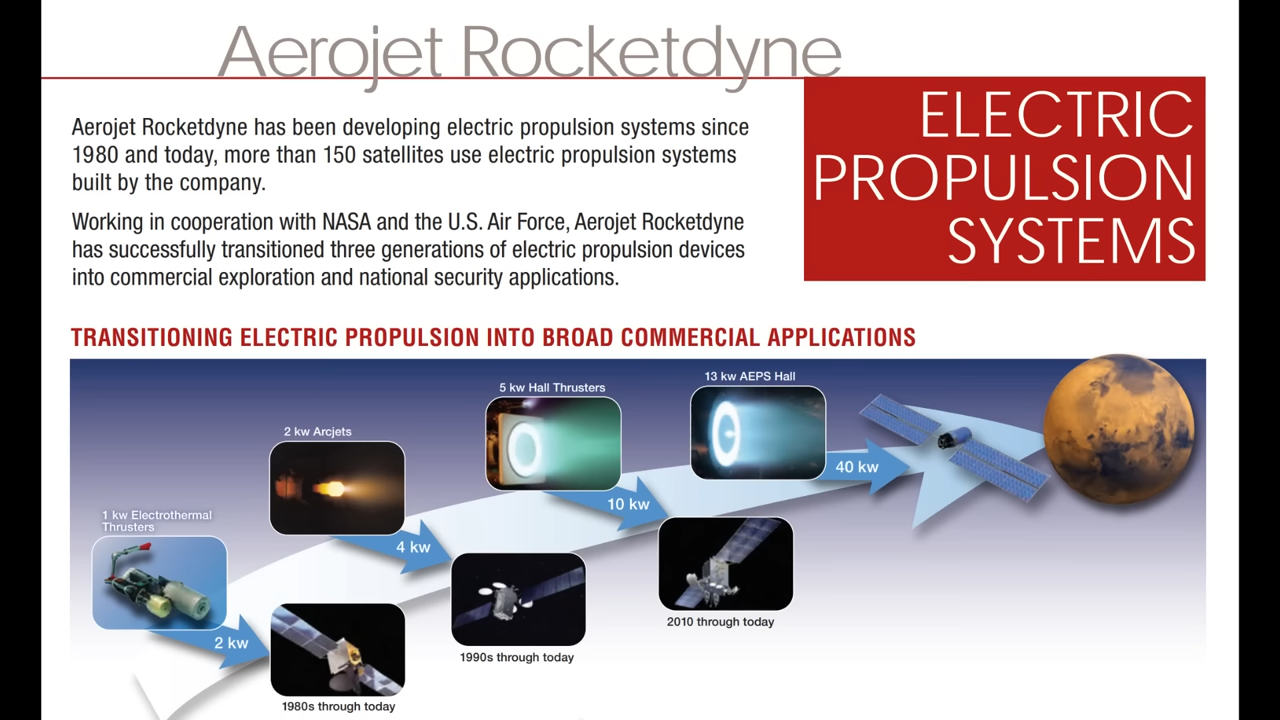 Aerojet Rocketdyne
ELECTRIC
PROPULSION
SYSTEMS
Aerojet Rocketdyne has been developing electric propulsion systems since
1980 and today, more than 150 satellites use electric propulsion systems
built by the company.
Working in cooperation with NASA and the U.S. Air Force, Aerojet Rocketdyne
has successfully transitioned three generations of electric propulsion devices
into commercial exploration and national security applications.
TRANSITIONING ELECTRIC PROPULSION INTO BROAD COMMERCIAL APPLICATIONS
1 kw Electrothermal
Thrusters
2 kw
1980s through today
2 kw Arcjets
4 kw
1990s through today
5 kw Hall Thrusters
10 kw
2010 through today
13 kw AEPS Hall
40 kw